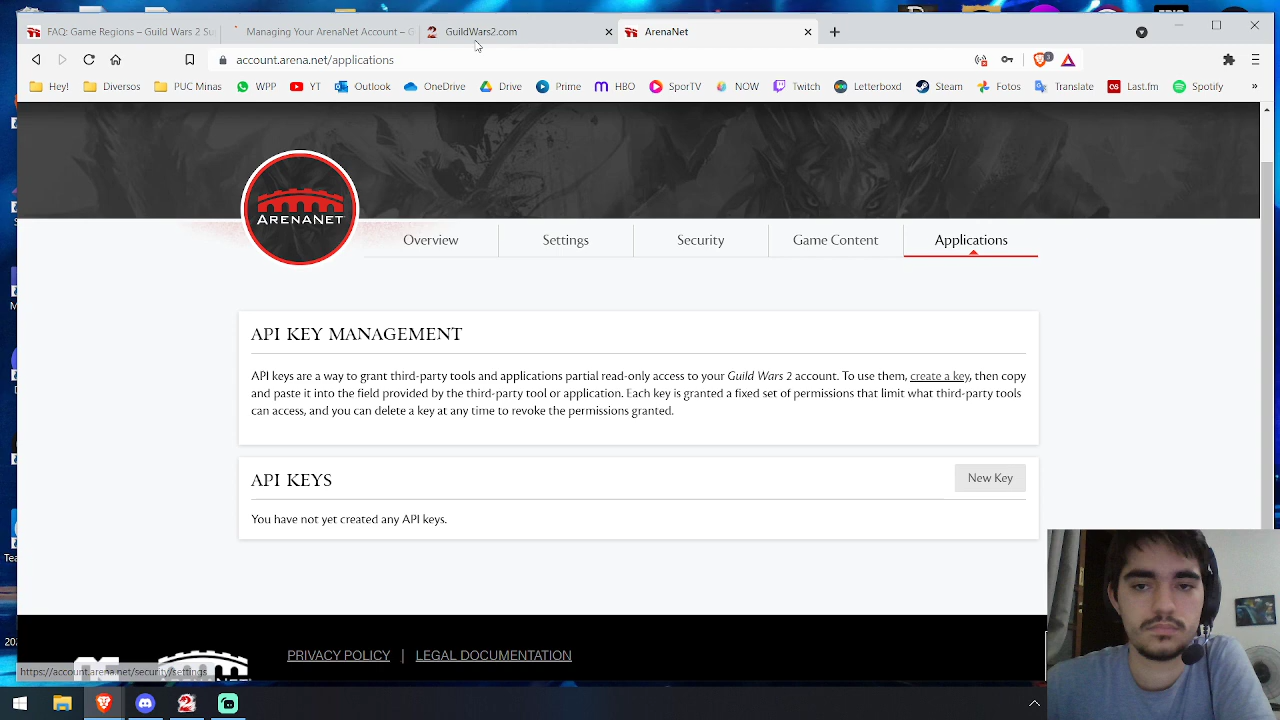 FAQ: Game Regions – Guild Wars 2 Su
Managing Your ArenaNet Account – G
GuildWars2.com
ArenaNet
account.arena.net/applications
3
Hey!
Diversos
PUC Minas
WPP
YT
Outlook
OneDrive
Drive
Prime
HBO
SporTV
NOW
Twitch
Letterboxd
Steam
Fotos
Translate
Last.fm
Spotify
»
ARENANET
Overview
Settings
Security
Game Content
Applications
API KEY MANAGEMENT
API keys are a way to grant third-party tools and applications partial read-only access to your Guild Wars 2 account. To use them, create a key, then copy
and paste it into the field provided by the third-party tool or application. Each key is granted a fixed set of permissions that limit what third-party tools
can access, and you can delete a key at any time to revoke the permissions granted.
API KEYS
New Key
You have not yet created any API keys.
PRIVACY POLICY | LEGAL DOCUMENTATION
https://account.arena.net/security/settings